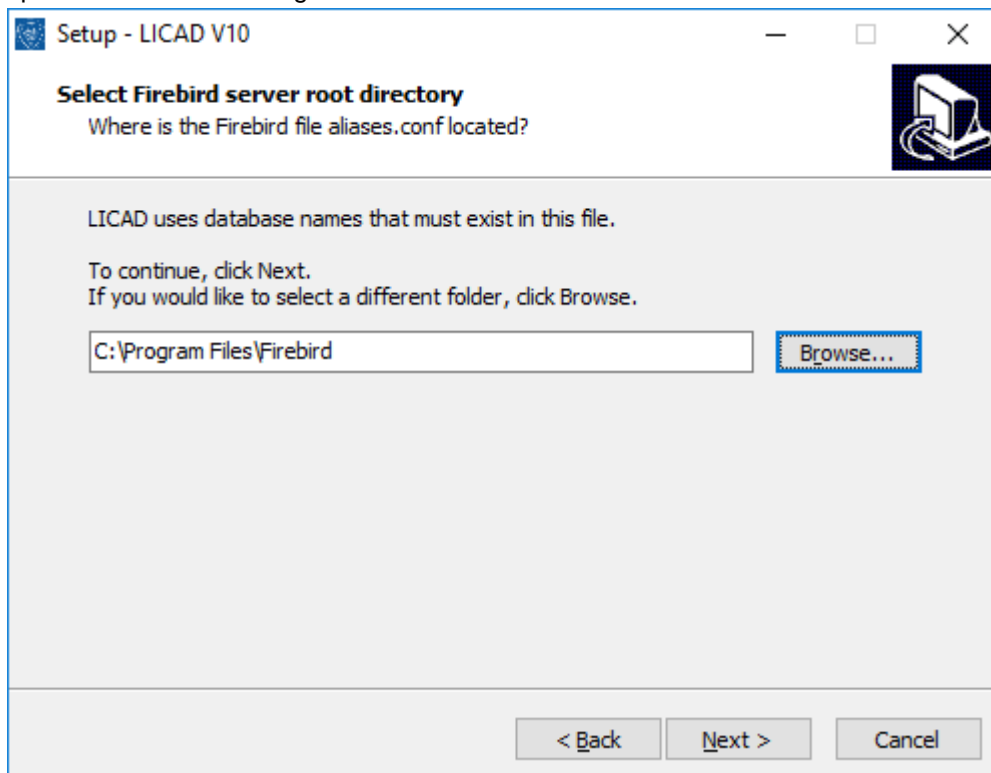 Setup - LICAD V10
Select Firebird server root directory
Where is the Firebird file aliases.conf located?
LICAD uses database names that must exist in this file.
To continue, click Next.
If you would like to select a different folder, click Browse.
C:\Program Files\Firebird
Browse...
< Back
Next >
Cancel